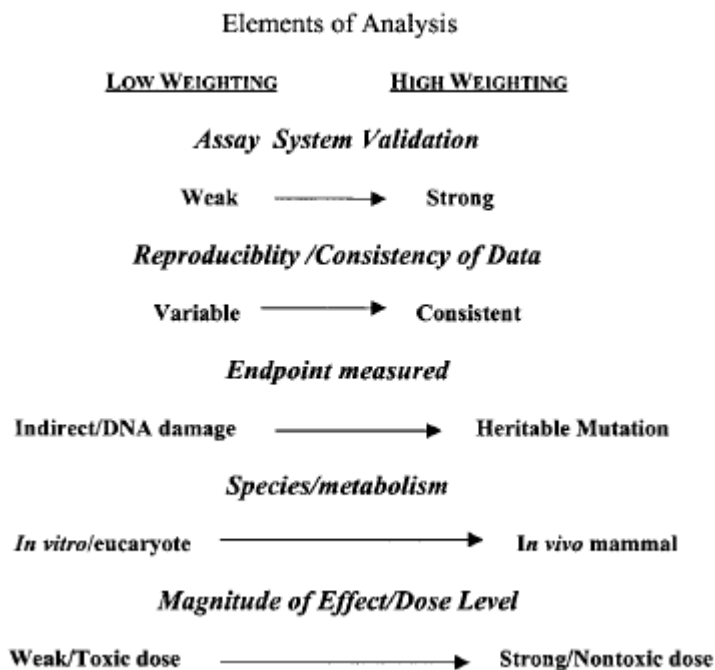 Elements of Analysis
LOW WEIGHTING HIGH WEIGHTING
Assay System Validation
Weak Strong
Reproduciblity /Consistency of Data
Variable Consistent
Endpoint measured
Indirect/DNA damage Heritable Mutation
Species/metabolism
In vitro/eucaryote In vivo mammal
Magnitude of Effect/Dose Level
Weak/Toxic dose Strong/Nontoxic dose